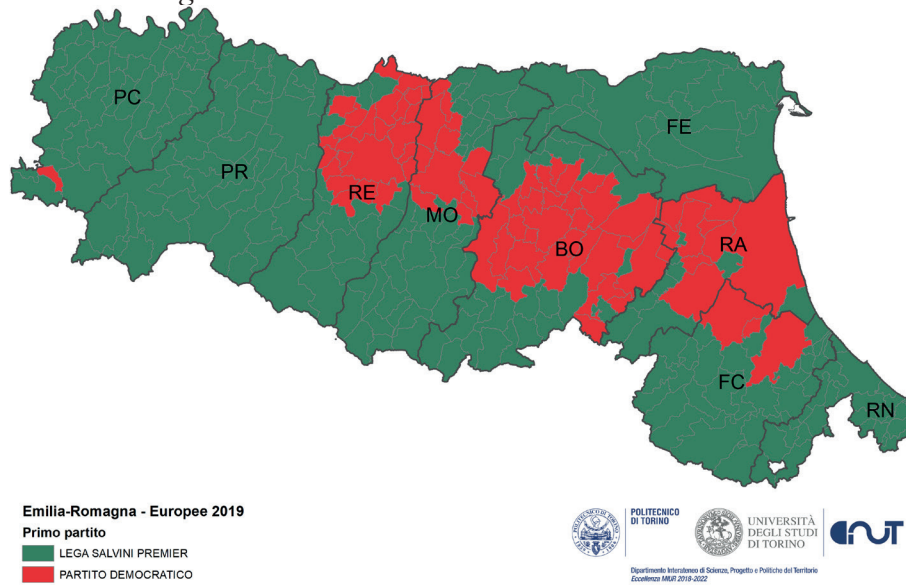 PC
FE
PR
RE
MO
BO
RA
FC
RN
Emilia-Romagna - Europee 2019
Primo partito
LEGA SALVINI PREMIER
PARTITO DEMOCRATICO
POLITECNICO
DI TORINO
UNIVERSITÀ
DEGLI STUDI
DI TORINO
Dipartimento Interateneo di Scienze, Progetto e Politiche del Territorio
Eccellenza MIUR 2018-2022